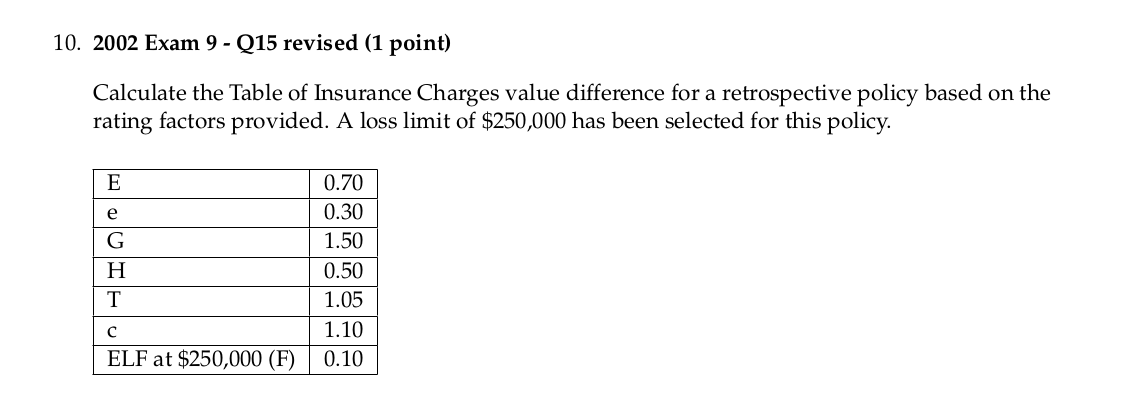 10. 2002 Exam 9 - Q15 revised (1 point)
Calculate the Table of Insurance Charges value difference for a retrospective policy based on the
rating factors provided. A loss limit of $250,000 has been selected for this policy.
E 0.70
e 0.30
G 1.50
H 0.50
T 1.05
c 1.10
ELF at $250,000 (F) 0.10